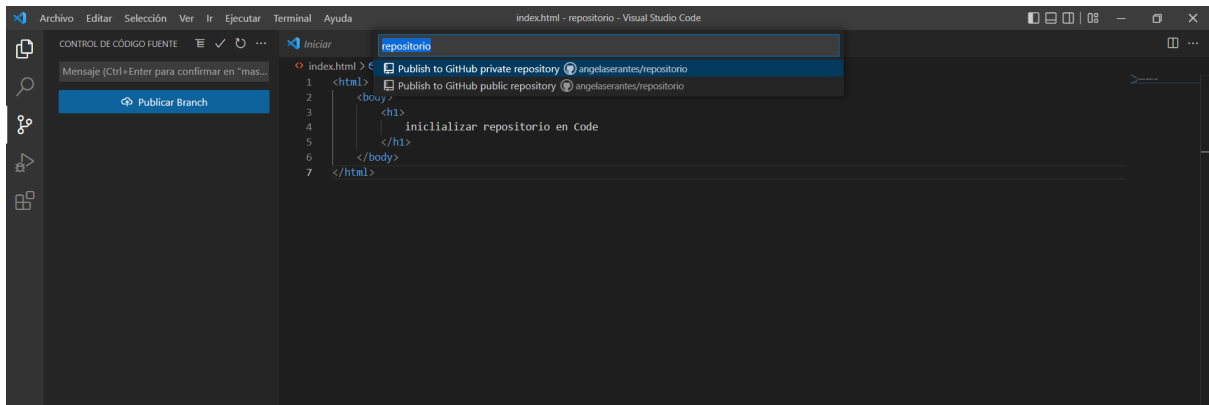 Archivo Editar Selección Ver Ir Ejecutar Terminal Ayuda
index.html - repositorio - Visual Studio Code
CONTROL DE CÓDIGO FUENTE
Mensaje (Ctrl+Enter para confirmar en "mas...
Publicar Branch
Iniciar
repositorio
Publish to GitHub private repository angelaserantes/repositorio
Publish to GitHub public repository angelaserantes/repositorio
index.html >
1 <html>
2 <body>
3 <h1>
4 iniclializar repositorio en Code
5 </h1>
6 </body>
7 </html>